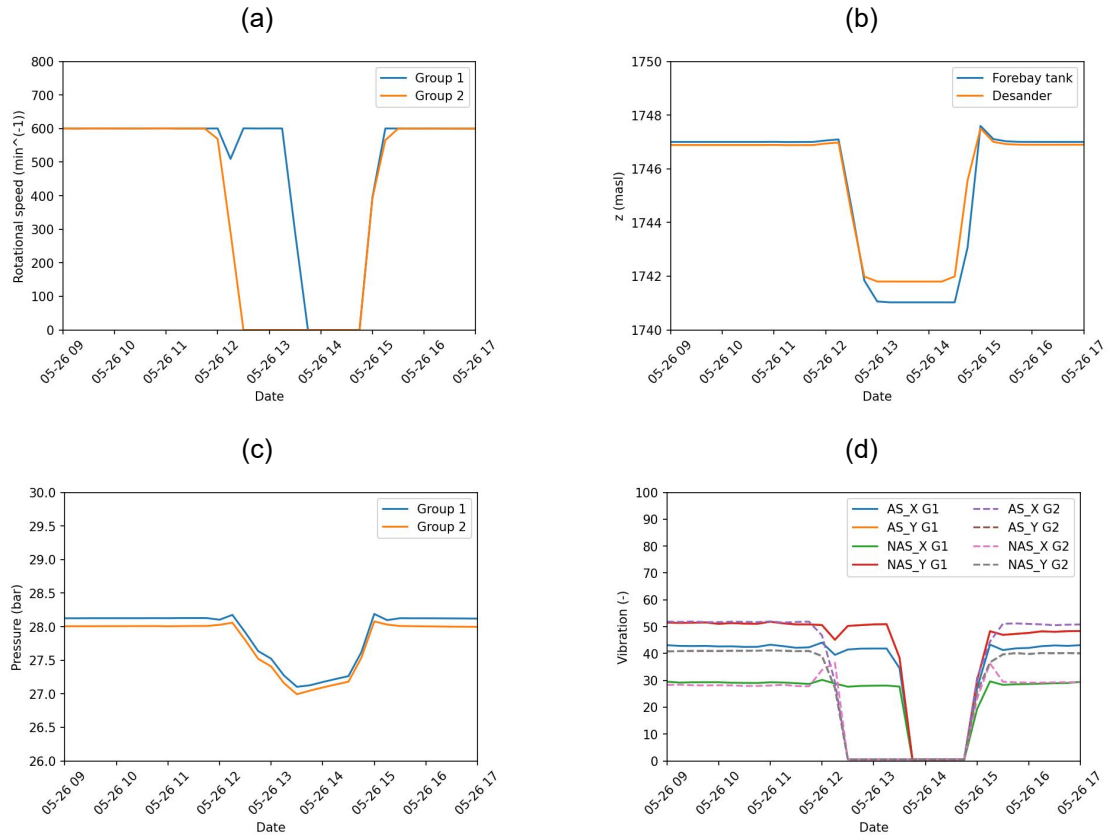 (a)
800
700
600
500
400
300
200
100
0
Rotational speed (min^(-1))
Group 1
Group 2
05-26 09
05-26 10
05-26 11
05-26 12
05-26 13
05-26 14
05-26 15
05-26 16
05-26 17
Date
(b)
1750
1748
1746
1744
1742
1740
z (masl)
Forebay tank
Desander
05-26 09
05-26 10
05-26 11
05-26 12
05-26 13
05-26 14
05-26 15
05-26 16
05-26 17
Date
(c)
30.0
29.5
29.0
28.5
28.0
27.5
27.0
26.5
26.0
Pressure (bar)
Group 1
Group 2
05-26 09
05-26 10
05-26 11
05-26 12
05-26 13
05-26 14
05-26 15
05-26 16
05-26 17
Date
(d)
100
90
80
70
60
50
40
30
20
10
0
Vibration (-)
AS_X G1
AS_Y G1
NAS_X G1
NAS_Y G1
AS_X G2
AS_Y G2
NAS_X G2
NAS_Y G2
05-26 09
05-26 10
05-26 11
05-26 12
05-26 13
05-26 14
05-26 15
05-26 16
05-26 17
Date